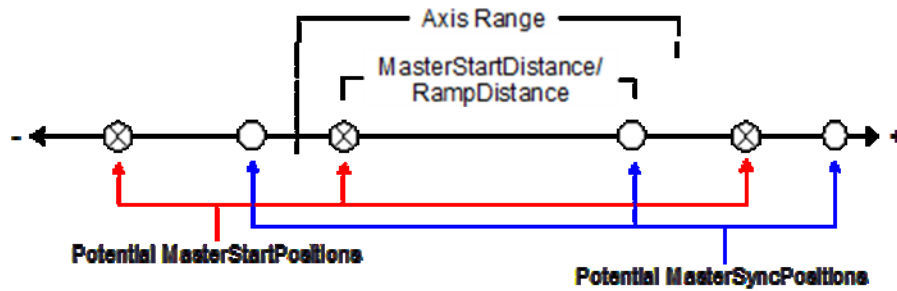 Axis Range
MasterStartDistance/
RampDistance
- +
Potential MasterStartPositions
Potential MasterSyncPositions